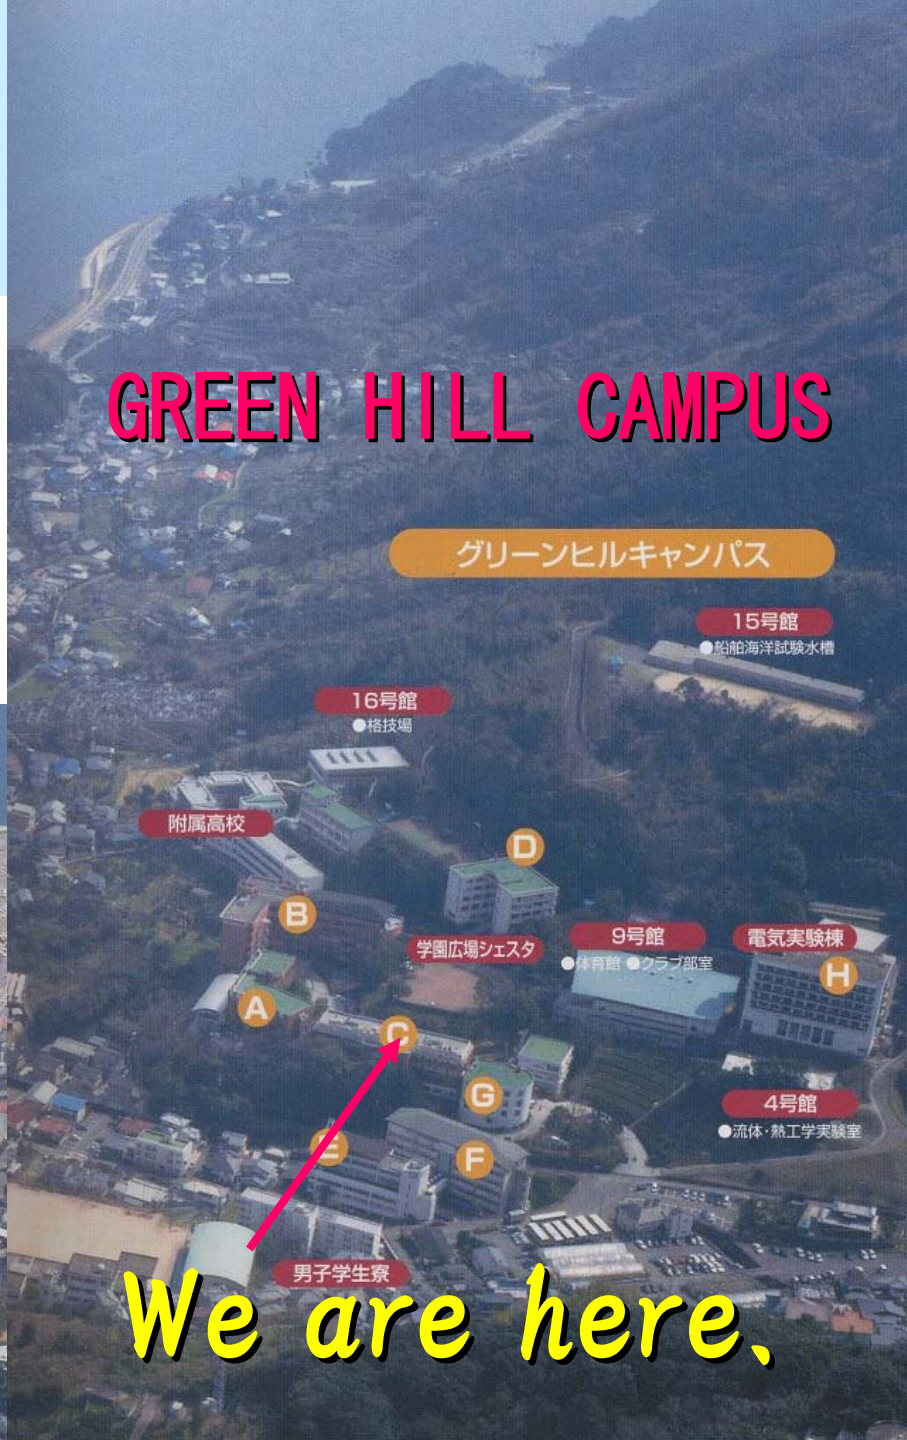 GREEN HILL CAMPUS
グリーンヒルキャンパス
15号館
●船舶海洋試験水槽
16号館
●格技場
附属高校
D
B
学園広場シェスタ
9号館
●体育館 ●クラブ部室
電気実験棟
H
A
C
G
4号館
●流体・熱工学実験室
E
F
男子学生寮
We are here、